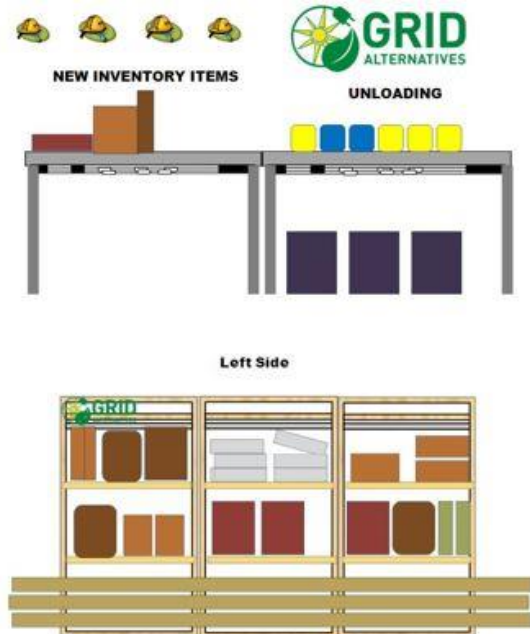 GRID
ALTERNATIVES
NEW INVENTORY ITEMS
UNLOADING
Left Side
GRID